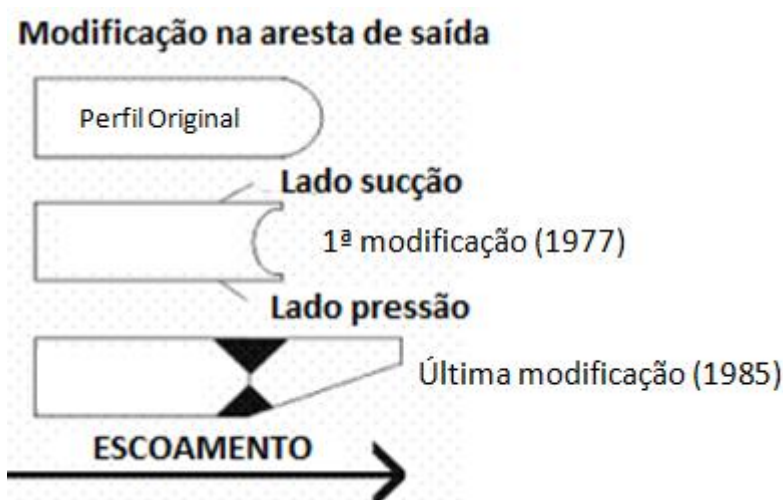 Modificação na aresta de saída
Perfil Original
Lado sucção
1ª modificação (1977)
Lado pressão
Última modificação (1985)
ESCOAMENTO